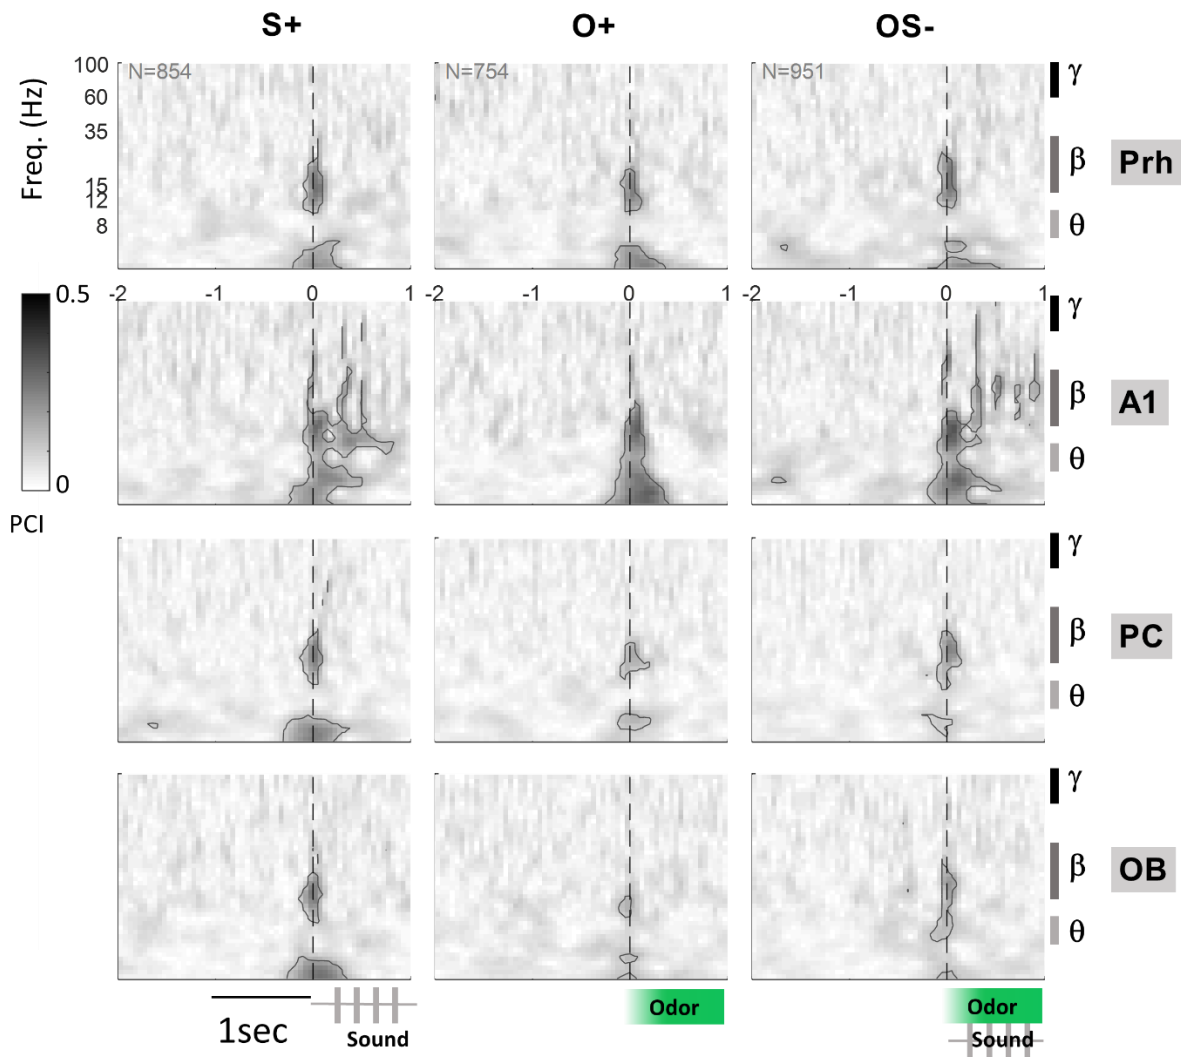 S+ O+ OS-
Freq. (Hz)
100
60
35
15
12
8
N=854
N=754
N=951
γ
β
θ
Prh
-2 -1 0 1
-2 -1 0 1
-2 -1 0 1
0.5
0
PCI
γ
β
θ
A1
γ
β
θ
PC
γ
β
θ
OB
1sec
Sound
Odor
Odor
Sound